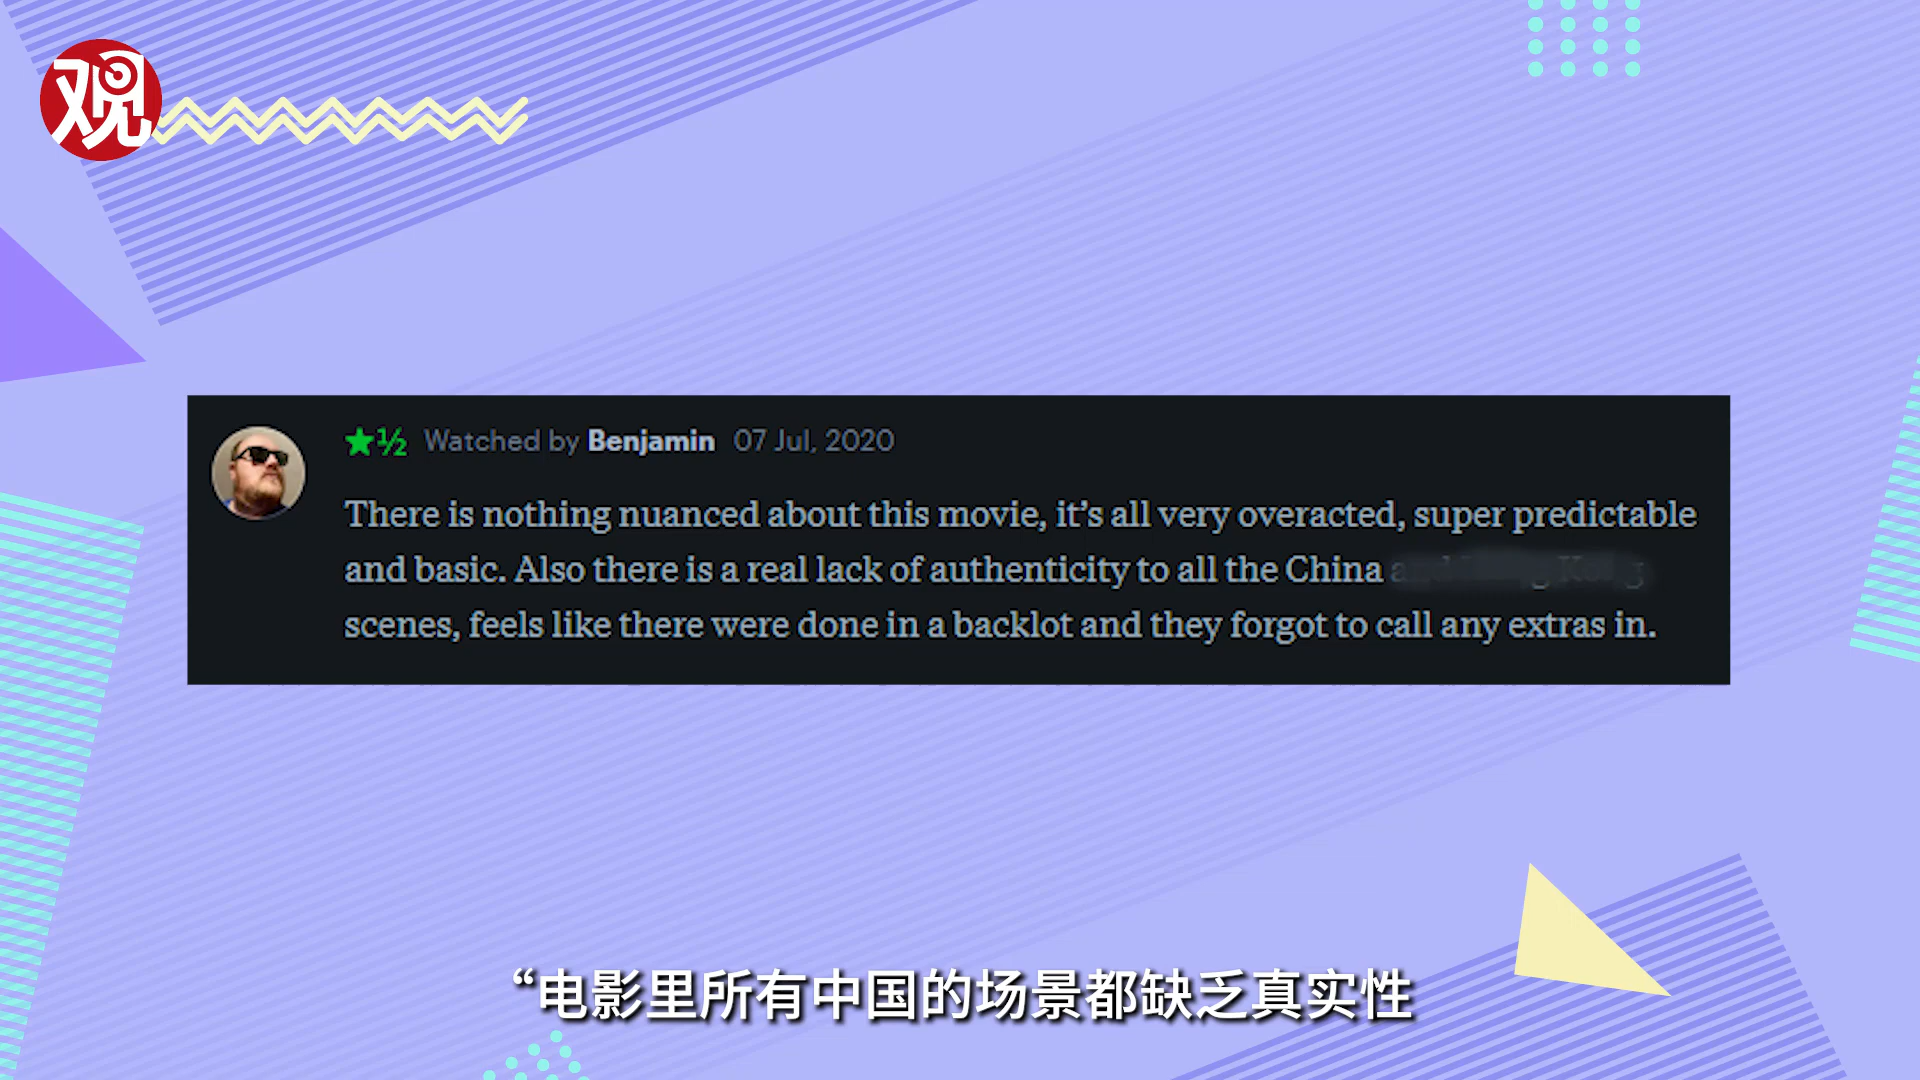 观
★½ Watched by Benjamin 07 Jul, 2020
There is nothing nuanced about this movie, it’s all very overacted, super predictable
and basic. Also there is a real lack of authenticity to all the China
scenes, feels like there were done in a backlot and they forgot to call any extras in.
“电影里所有中国的场景都缺乏真实性